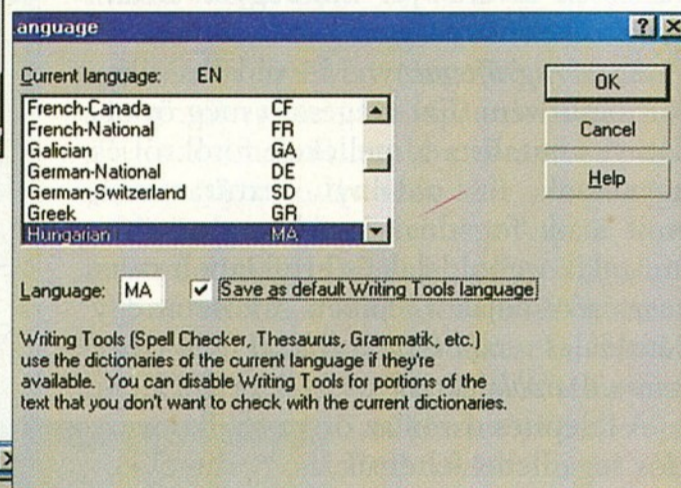 anguage
Current language: EN
French-Canada CF
French-National FR
Galician GA
German-National DE
German-Switzerland SD
Greek GR
Hungarian MA
OK
Cancel
Help
Language: MA Save as default Writing Tools language
Writing Tools (Spell Checker, Thesaurus, Grammatik, etc.)
use the dictionaries of the current language if they're
available. You can disable Writing Tools for portions of the
text that you don't want to check with the current dictionaries.